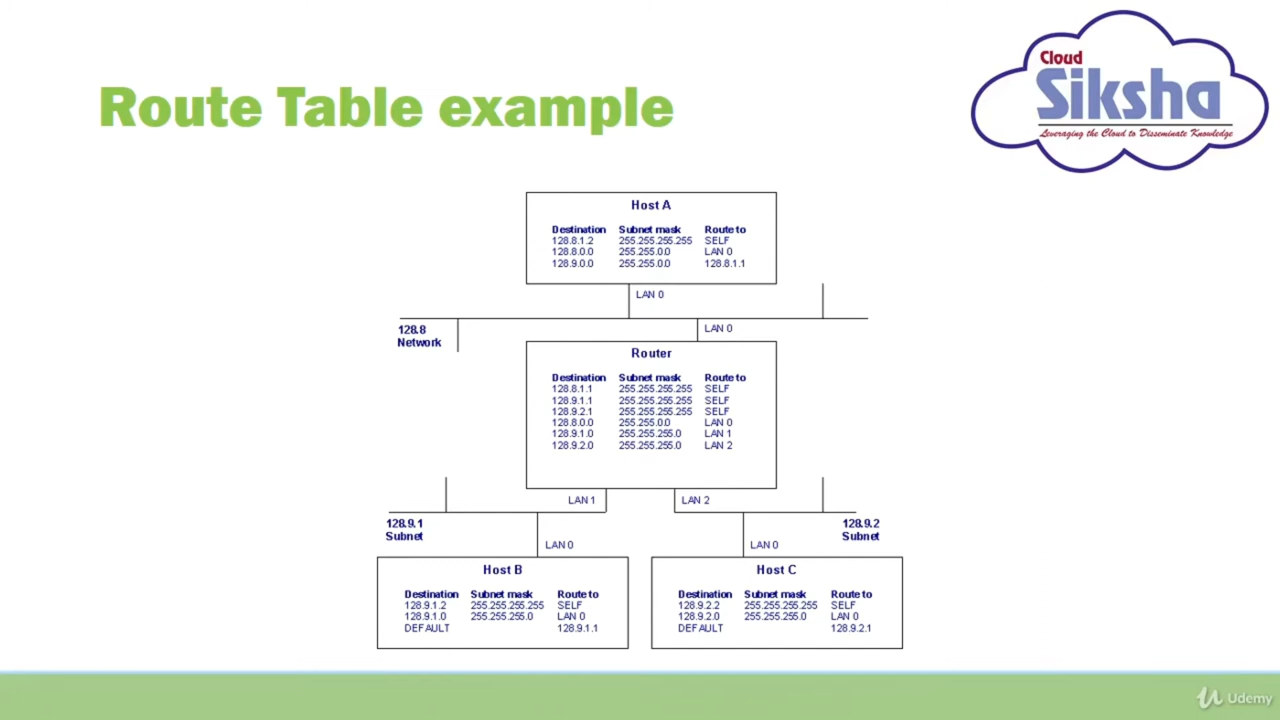 Route Table example
Cloud
Siksha
Leveraging the Cloud to Disseminate Knowledge
Host A
Destination Subnet mask Route to
128.8.1.2 255.255.255.255 SELF
128.8.0.0 255.255.0.0 LAN 0
128.9.0.0 255.255.0.0 128.8.1.1
LAN 0
128.8
Network
LAN 0
Router
Destination Subnet mask Route to
128.8.1.1 255.255.255.255 SELF
128.9.1.1 255.255.255.255 SELF
128.9.2.1 255.255.255.255 SELF
128.8.0.0 255.255.0.0 LAN 0
128.9.1.0 255.255.255.0 LAN 1
128.9.2.0 255.255.255.0 LAN 2
LAN 1
LAN 2
128.9.1
Subnet
128.9.2
Subnet
LAN 0
LAN 0
Host B
Destination Subnet mask Route to
128.9.1.2 255.255.255.255 SELF
128.9.1.0 255.255.255.0 LAN 0
DEFAULT 128.9.1.1
Host C
Destination Subnet mask Route to
128.9.2.2 255.255.255.255 SELF
128.9.2.0 255.255.255.0 LAN 0
DEFAULT 128.9.2.1
Udemy